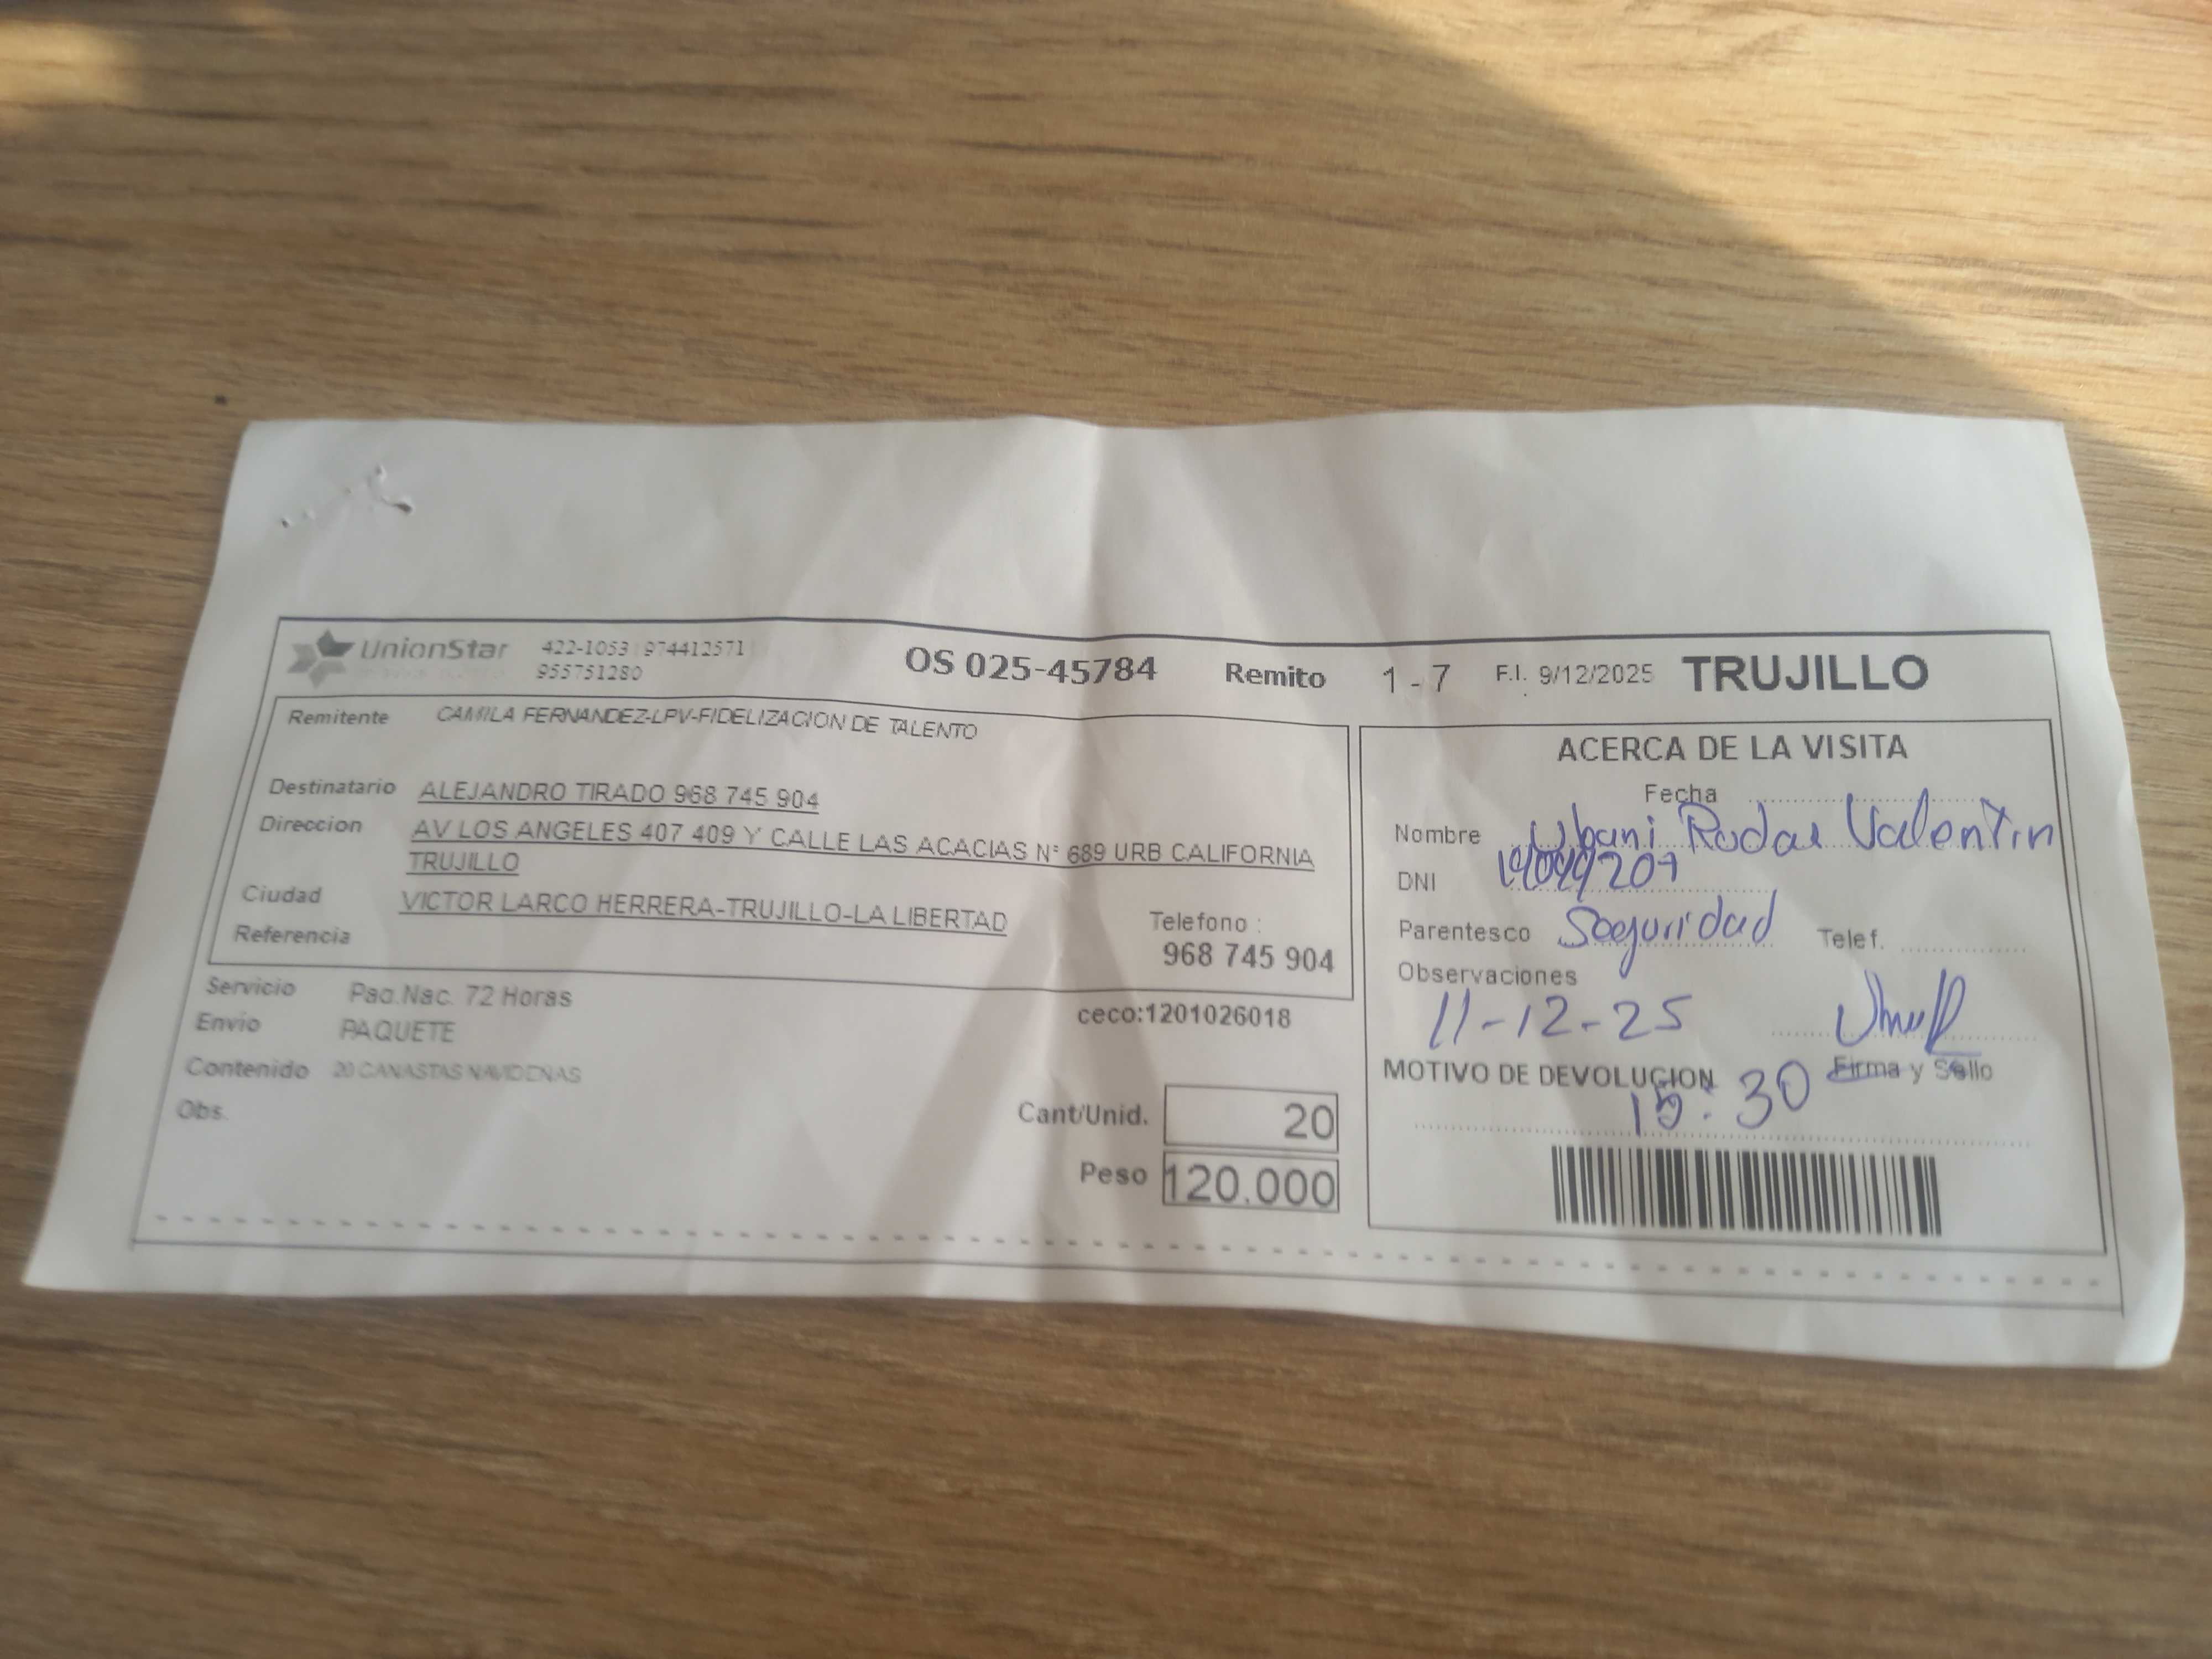 UnionStar 422-1053 974412571
955751280
OS 025-45784 Remito 1 - 7 F.I. 9/12/2025 TRUJILLO
Remitente CAMILA FERNANDEZ-LPV-FIDELIZACION DE TALENTO
Destinatario ALEJANDRO TIRADO 968 745 904
Direccion AV LOS ANGELES 407 409 Y CALLE LAS ACACIAS N° 689 URB CALIFORNIA
TRUJILLO
Ciudad VICTOR LARCO HERRERA-TRUJILLO-LA LIBERTAD
Referencia
Telefono :
968 745 904
Servicio Paq.Nac. 72 Horas
Envio PAQUETE
ceco:1201026018
Contenido 20 CANASTAS NAVIDENAS
Obs.
Cant/Unid. 20
Peso 120.000
ACERCA DE LA VISITA
Fecha
Nombre Rodas Valentin
DNI
Parentesco Seguridad Telef.
Observaciones
11-12-25
Firma y Sello
MOTIVO DE DEVOLUCION
15:30